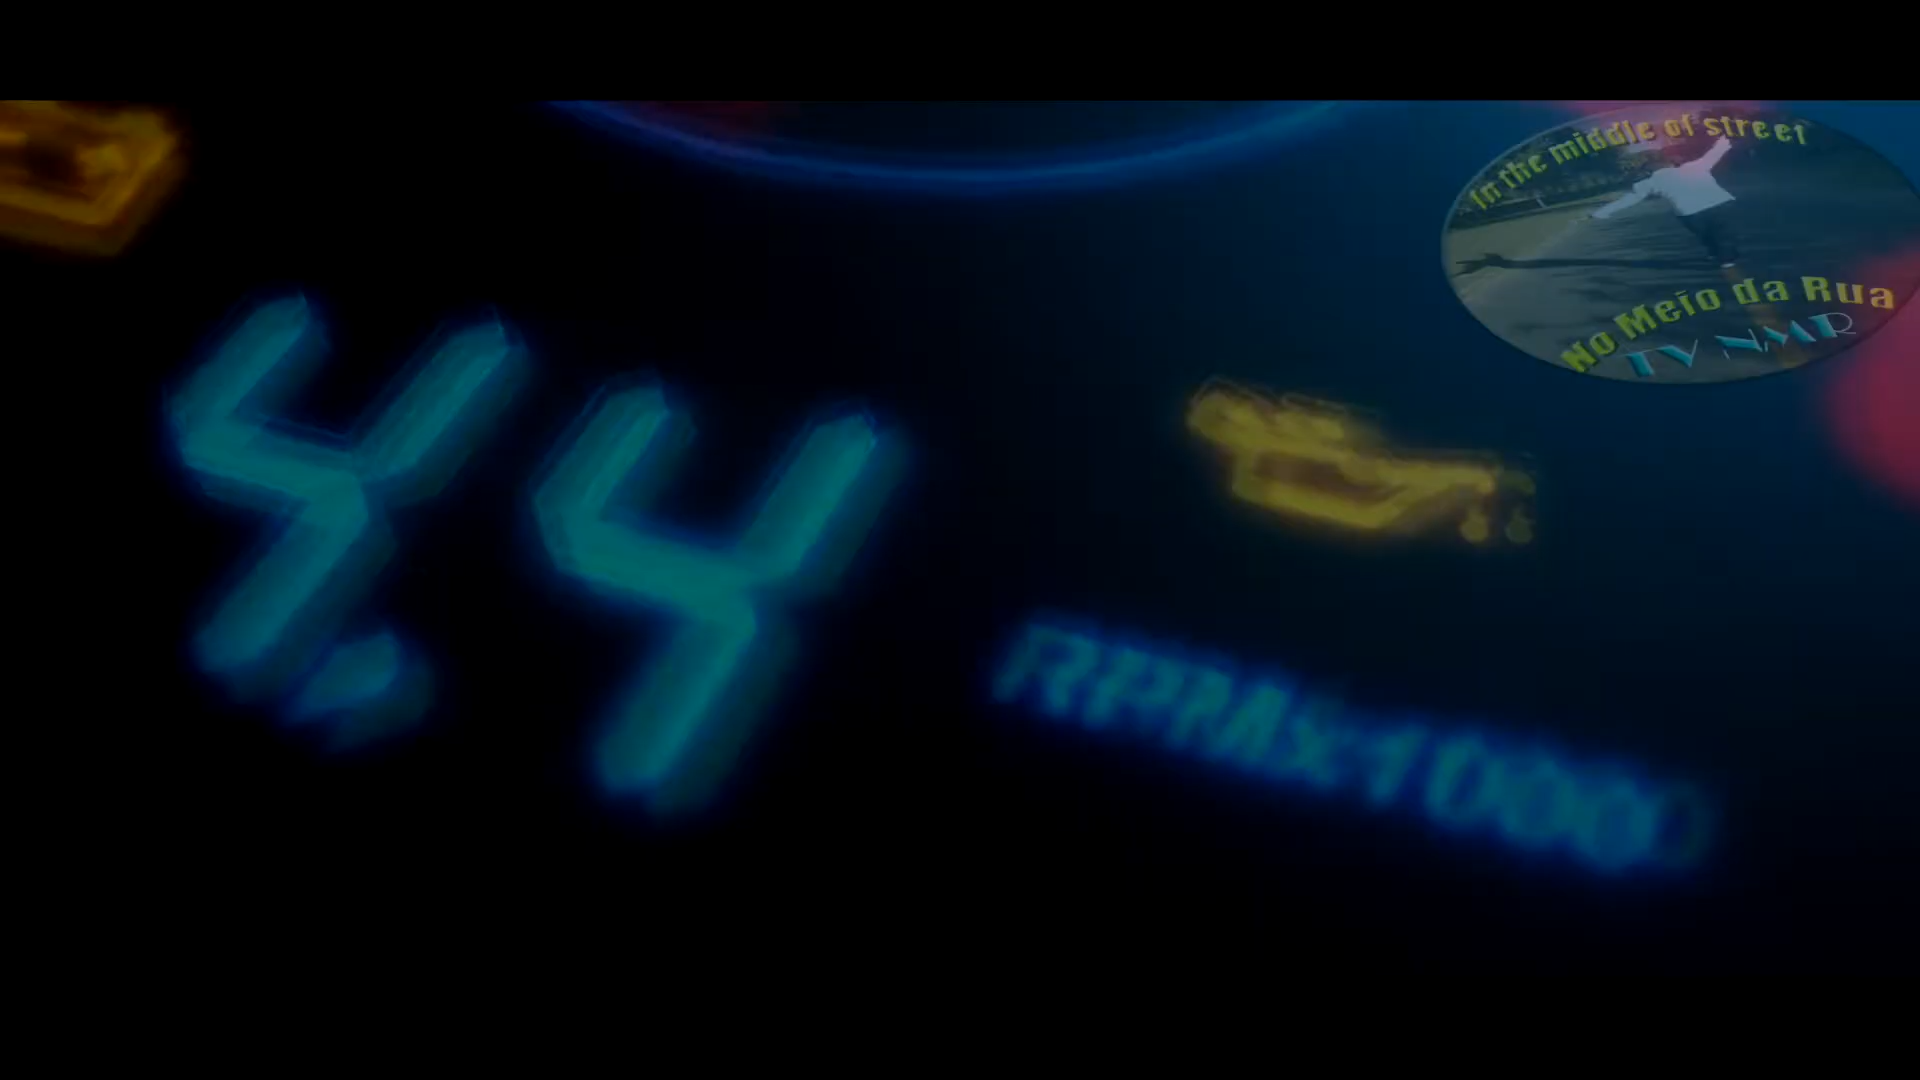 In the middle of street
No Meio da Rua
TV NMR
4.4
RPMx1000